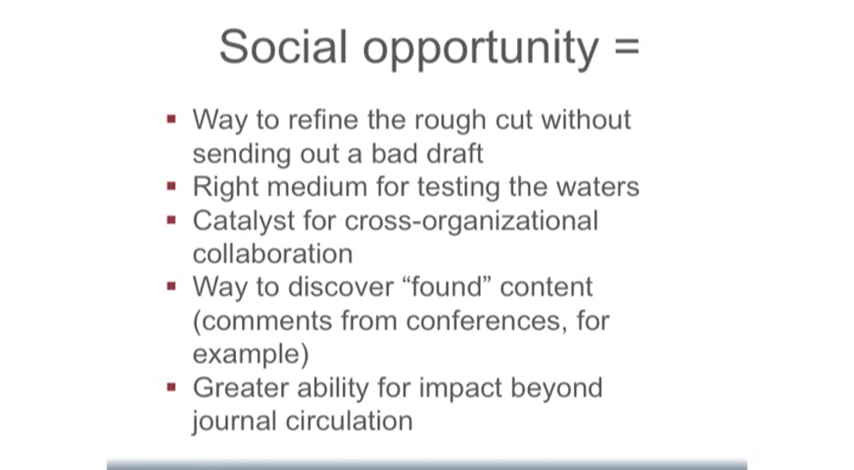 Social opportunity =
▪ Way to refine the rough cut without
sending out a bad draft
▪ Right medium for testing the waters
▪ Catalyst for cross-organizational
collaboration
▪ Way to discover “found” content
(comments from conferences, for
example)
▪ Greater ability for impact beyond
journal circulation